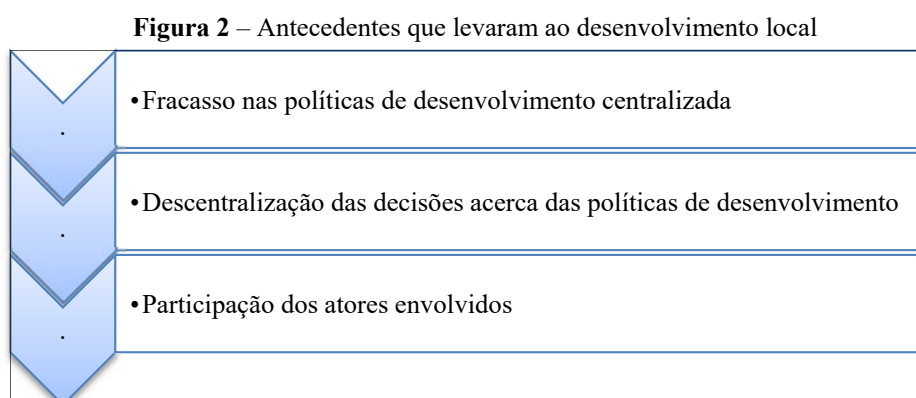 Figura 2 – Antecedentes que levaram ao desenvolvimento local
.
•Fracasso nas políticas de desenvolvimento centralizada
.
•Descentralização das decisões acerca das políticas de desenvolvimento
.
•Participação dos atores envolvidos